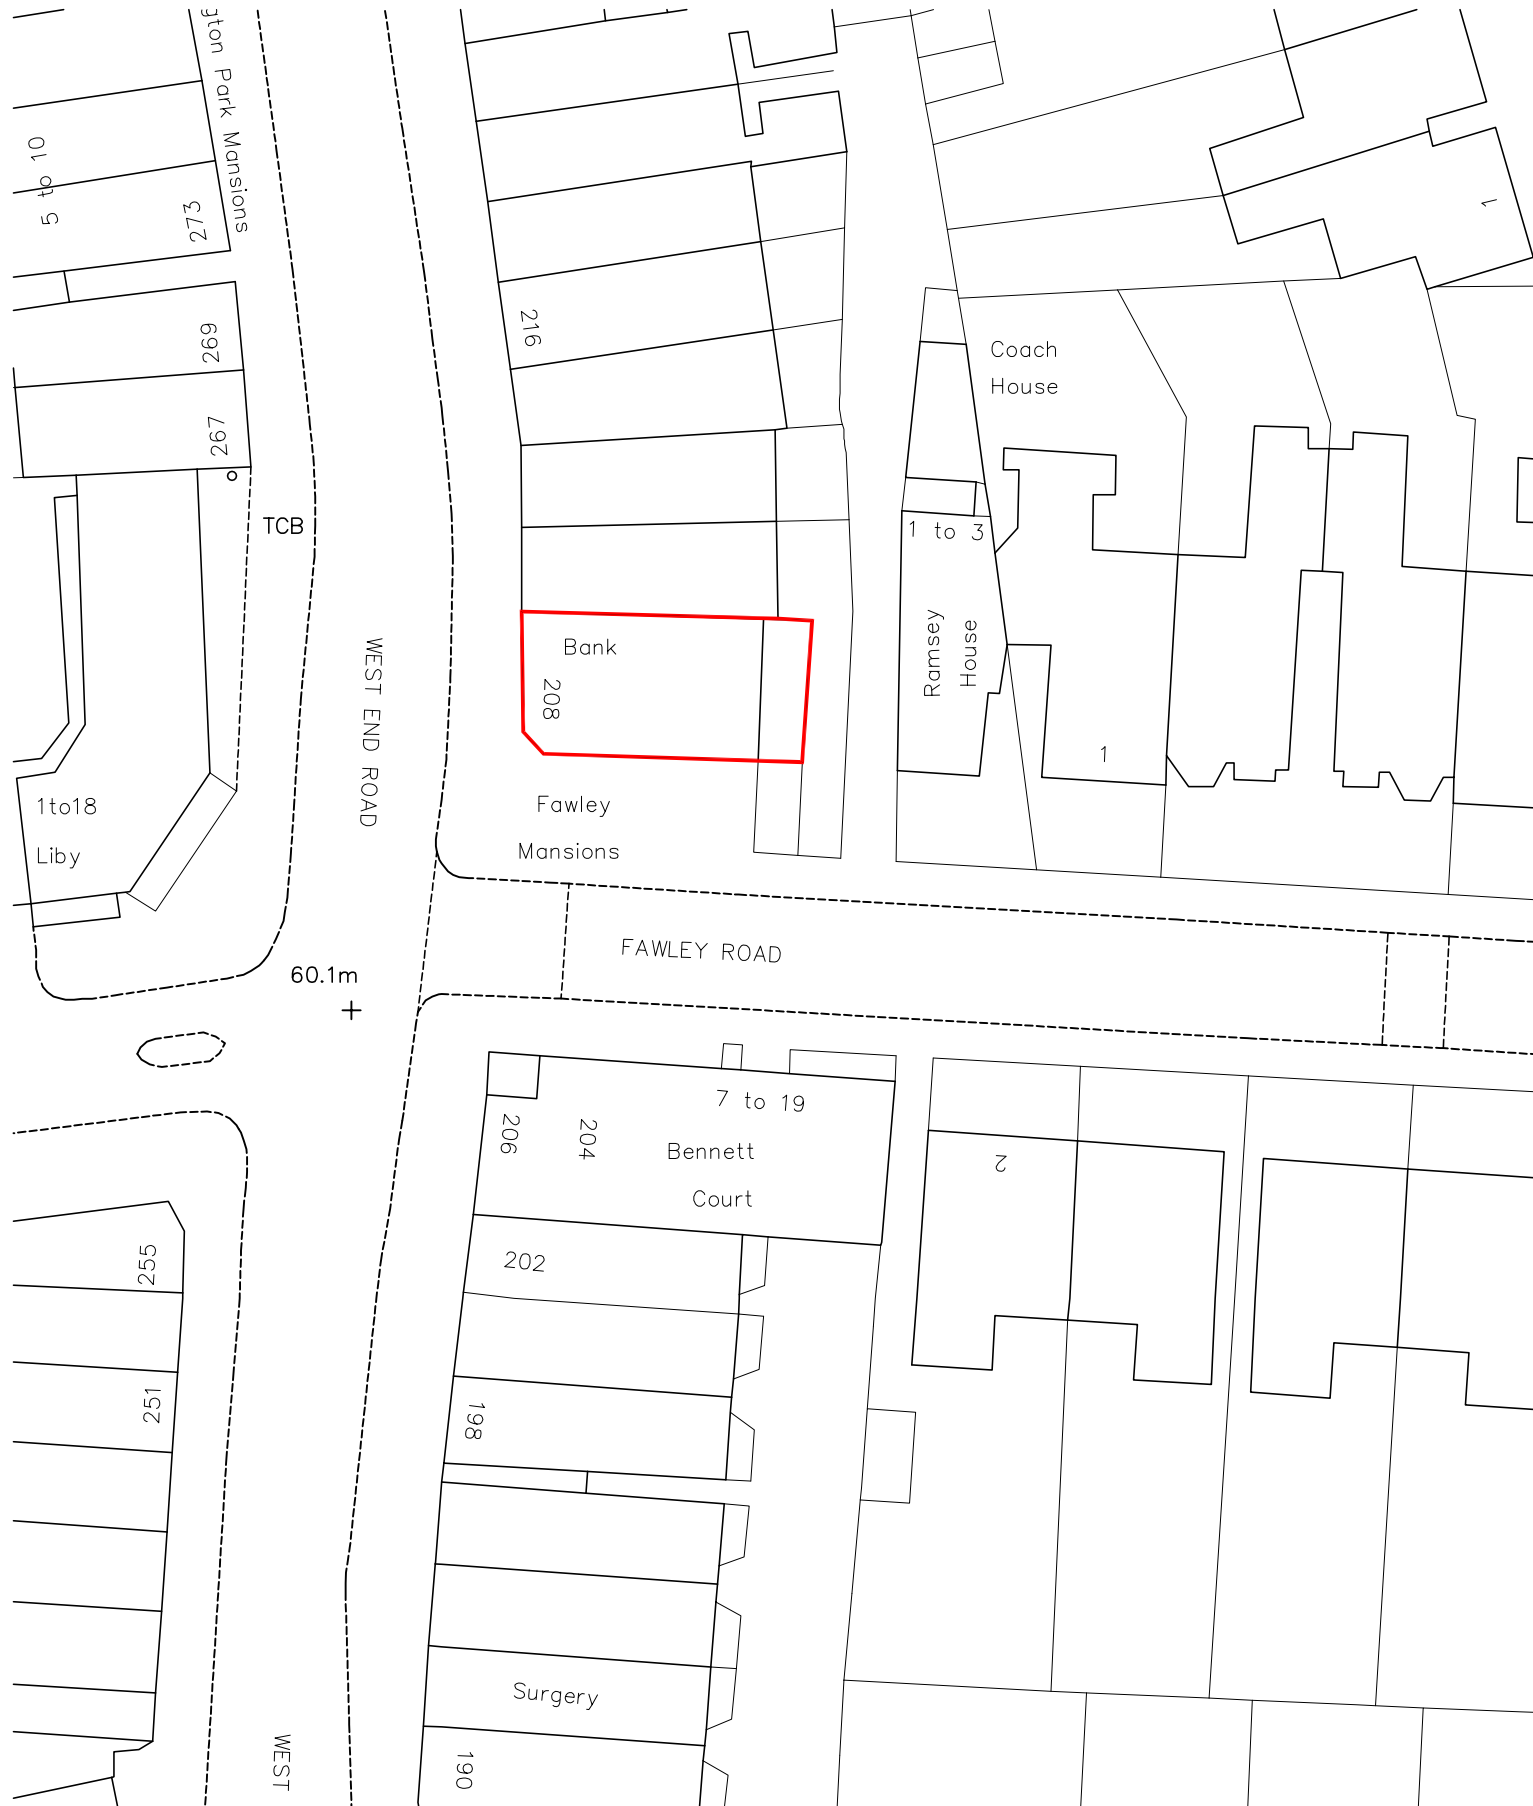 gton Park Mansions
5 to 10
273
269
267
TCB
216
Coach
House
1
1 to 3
Ramsey
House
1
Bank
208
WEST END ROAD
Fawley
Mansions
1to18
Liby
FAWLEY ROAD
60.1m
7 to 19
206
204
Bennett
Court
2
202
255
251
198
Surgery
190
WEST